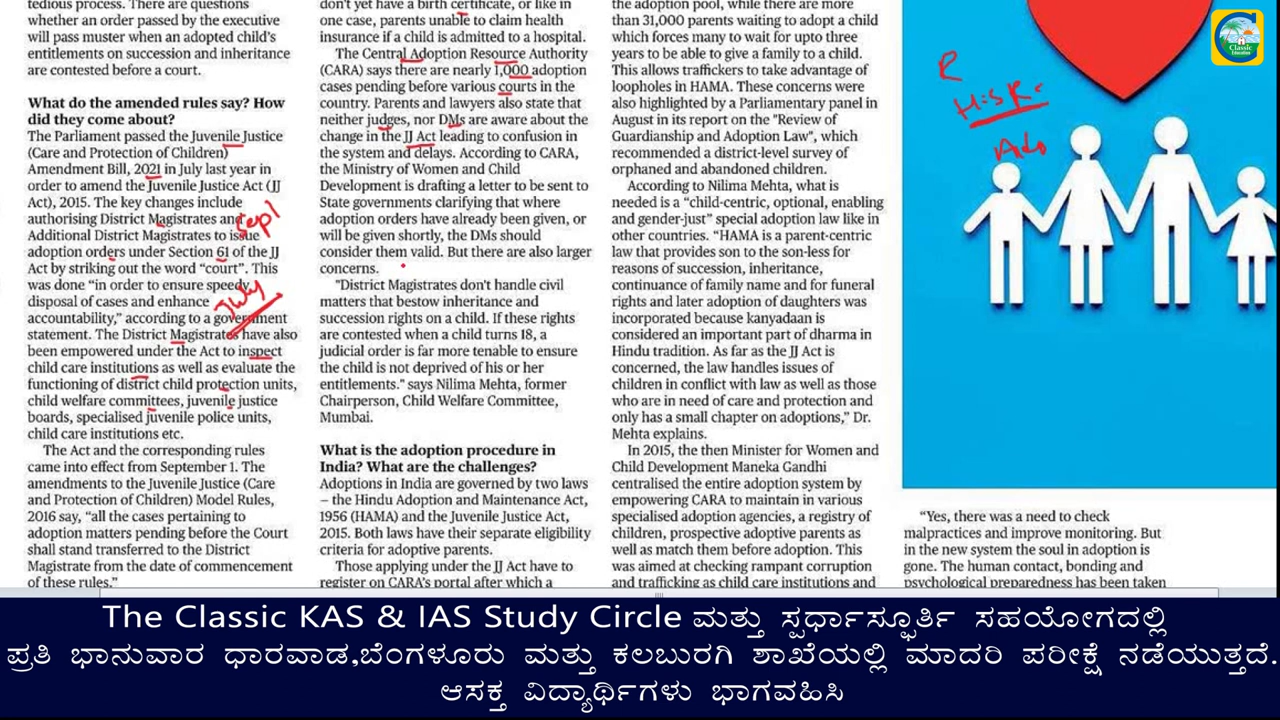 tedious process. There are questions
whether an order passed by the executive
will pass muster when an adopted child's
entitlements on succession and inheritance
are contested before a court.
What do the amended rules say? How
did they come about?
The Parliament passed the Juvenile Justice
(Care and Protection of Children)
Amendment Bill, 2021 in July last year in
order to amend the Juvenile Justice Act (JJ
Act), 2015. The key changes include
authorising District Magistrates and
Additional District Magistrates to issue
adoption orders under Section 61 of the JJ
Act by striking out the word “court”. This
was done “in order to ensure speedy
disposal of cases and enhance
accountability,” according to a government
statement. The District Magistrates have also
been empowered under the Act to inspect
child care institutions as well as evaluate the
functioning of district child protection units,
child welfare committees, juvenile justice
boards, specialised juvenile police units,
child care institutions etc.
The Act and the corresponding rules
came into effect from September 1. The
amendments to the Juvenile Justice (Care
and Protection of Children) Model Rules,
2016 say, “all the cases pertaining to
adoption matters pending before the Court
shall stand transferred to the District
Magistrate from the date of commencement
of these rules.”
don't yet have a birth certificate, or like in
one case, parents unable to claim health
insurance if a child is admitted to a hospital.
The Central Adoption Resource Authority
(CARA) says there are nearly 1,000 adoption
cases pending before various courts in the
country. Parents and lawyers also state that
neither judges, nor DMs are aware about the
change in the JJ Act leading to confusion in
the system and delays. According to CARA,
the Ministry of Women and Child
Development is drafting a letter to be sent to
State governments clarifying that where
adoption orders have already been given, or
will be given shortly, the DMs should
consider them valid. But there are also larger
concerns.
"District Magistrates don't handle civil
matters that bestow inheritance and
succession rights on a child. If these rights
are contested when a child turns 18, a
judicial order is far more tenable to ensure
the child is not deprived of his or her
entitlements." says Nilima Mehta, former
Chairperson, Child Welfare Committee,
Mumbai.
What is the adoption procedure in
India? What are the challenges?
Adoptions in India are governed by two laws
– the Hindu Adoption and Maintenance Act,
1956 (HAMA) and the Juvenile Justice Act,
2015. Both laws have their separate eligibility
criteria for adoptive parents.
Those applying under the JJ Act have to
register on CARA's portal after which a
the adoption pool, while there are more
than 31,000 parents waiting to adopt a child
which forces many to wait for upto three
years to be able to give a family to a child.
This allows traffickers to take advantage of
loopholes in HAMA. These concerns were
also highlighted by a Parliamentary panel in
August in its report on the "Review of
Guardianship and Adoption Law", which
recommended a district-level survey of
orphaned and abandoned children.
According to Nilima Mehta, what is
needed is a “child-centric, optional, enabling
and gender-just” special adoption law like in
other countries. “HAMA is a parent-centric
law that provides son to the son-less for
reasons of succession, inheritance,
continuance of family name and for funeral
rights and later adoption of daughters was
incorporated because kanyadaan is
considered an important part of dharma in
Hindu tradition. As far as the JJ Act is
concerned, the law handles issues of
children in conflict with law as well as those
who are in need of care and protection and
only has a small chapter on adoptions,” Dr.
Mehta explains.
In 2015, the then Minister for Women and
Child Development Maneka Gandhi
centralised the entire adoption system by
empowering CARA to maintain in various
specialised adoption agencies, a registry of
children, prospective adoptive parents as
well as match them before adoption. This
was aimed at checking rampant corruption
and trafficking as child care institutions and
“Yes, there was a need to check
malpractices and improve monitoring. But
in the new system the soul in adoption is
gone. The human contact, bonding and
psychological preparedness has been taken
Sep1
July
R
Ado
Classic
Education
The Classic KAS & IAS Study Circle ಮತ್ತು ಸ್ಪರ್ಧಾಸ್ಫೂರ್ತಿ ಸಹಯೋಗದಲ್ಲಿ
ಪ್ರತಿ ಭಾನುವಾರ ಧಾರವಾಡ,ಬೆಂಗಳೂರು ಮತ್ತು ಕಲಬುರಗಿ ಶಾಖೆಯಲ್ಲಿ ಮಾದರಿ ಪರೀಕ್ಷೆ ನಡೆಯುತ್ತದೆ.
ಆಸಕ್ತ ವಿದ್ಯಾರ್ಥಿಗಳು ಭಾಗವಹಿಸಿ